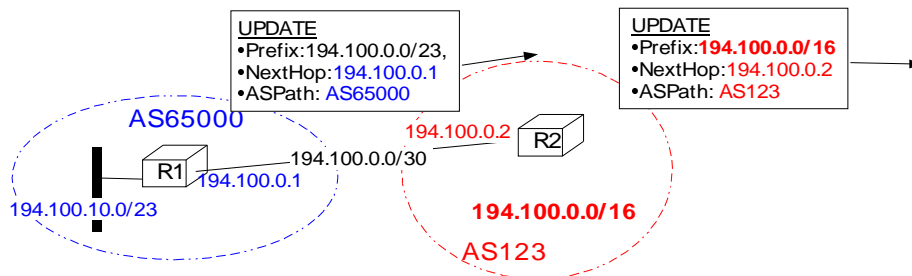 UPDATE
•Prefix:194.100.0.0/23,
•NextHop:194.100.0.1
•ASPath: AS65000
UPDATE
•Prefix:194.100.0.0/16
•NextHop:194.100.0.2
•ASPath: AS123
AS65000
194.100.0.2
R2
194.100.0.0/30
R1
194.100.0.1
194.100.10.0/23
194.100.0.0/16
AS123